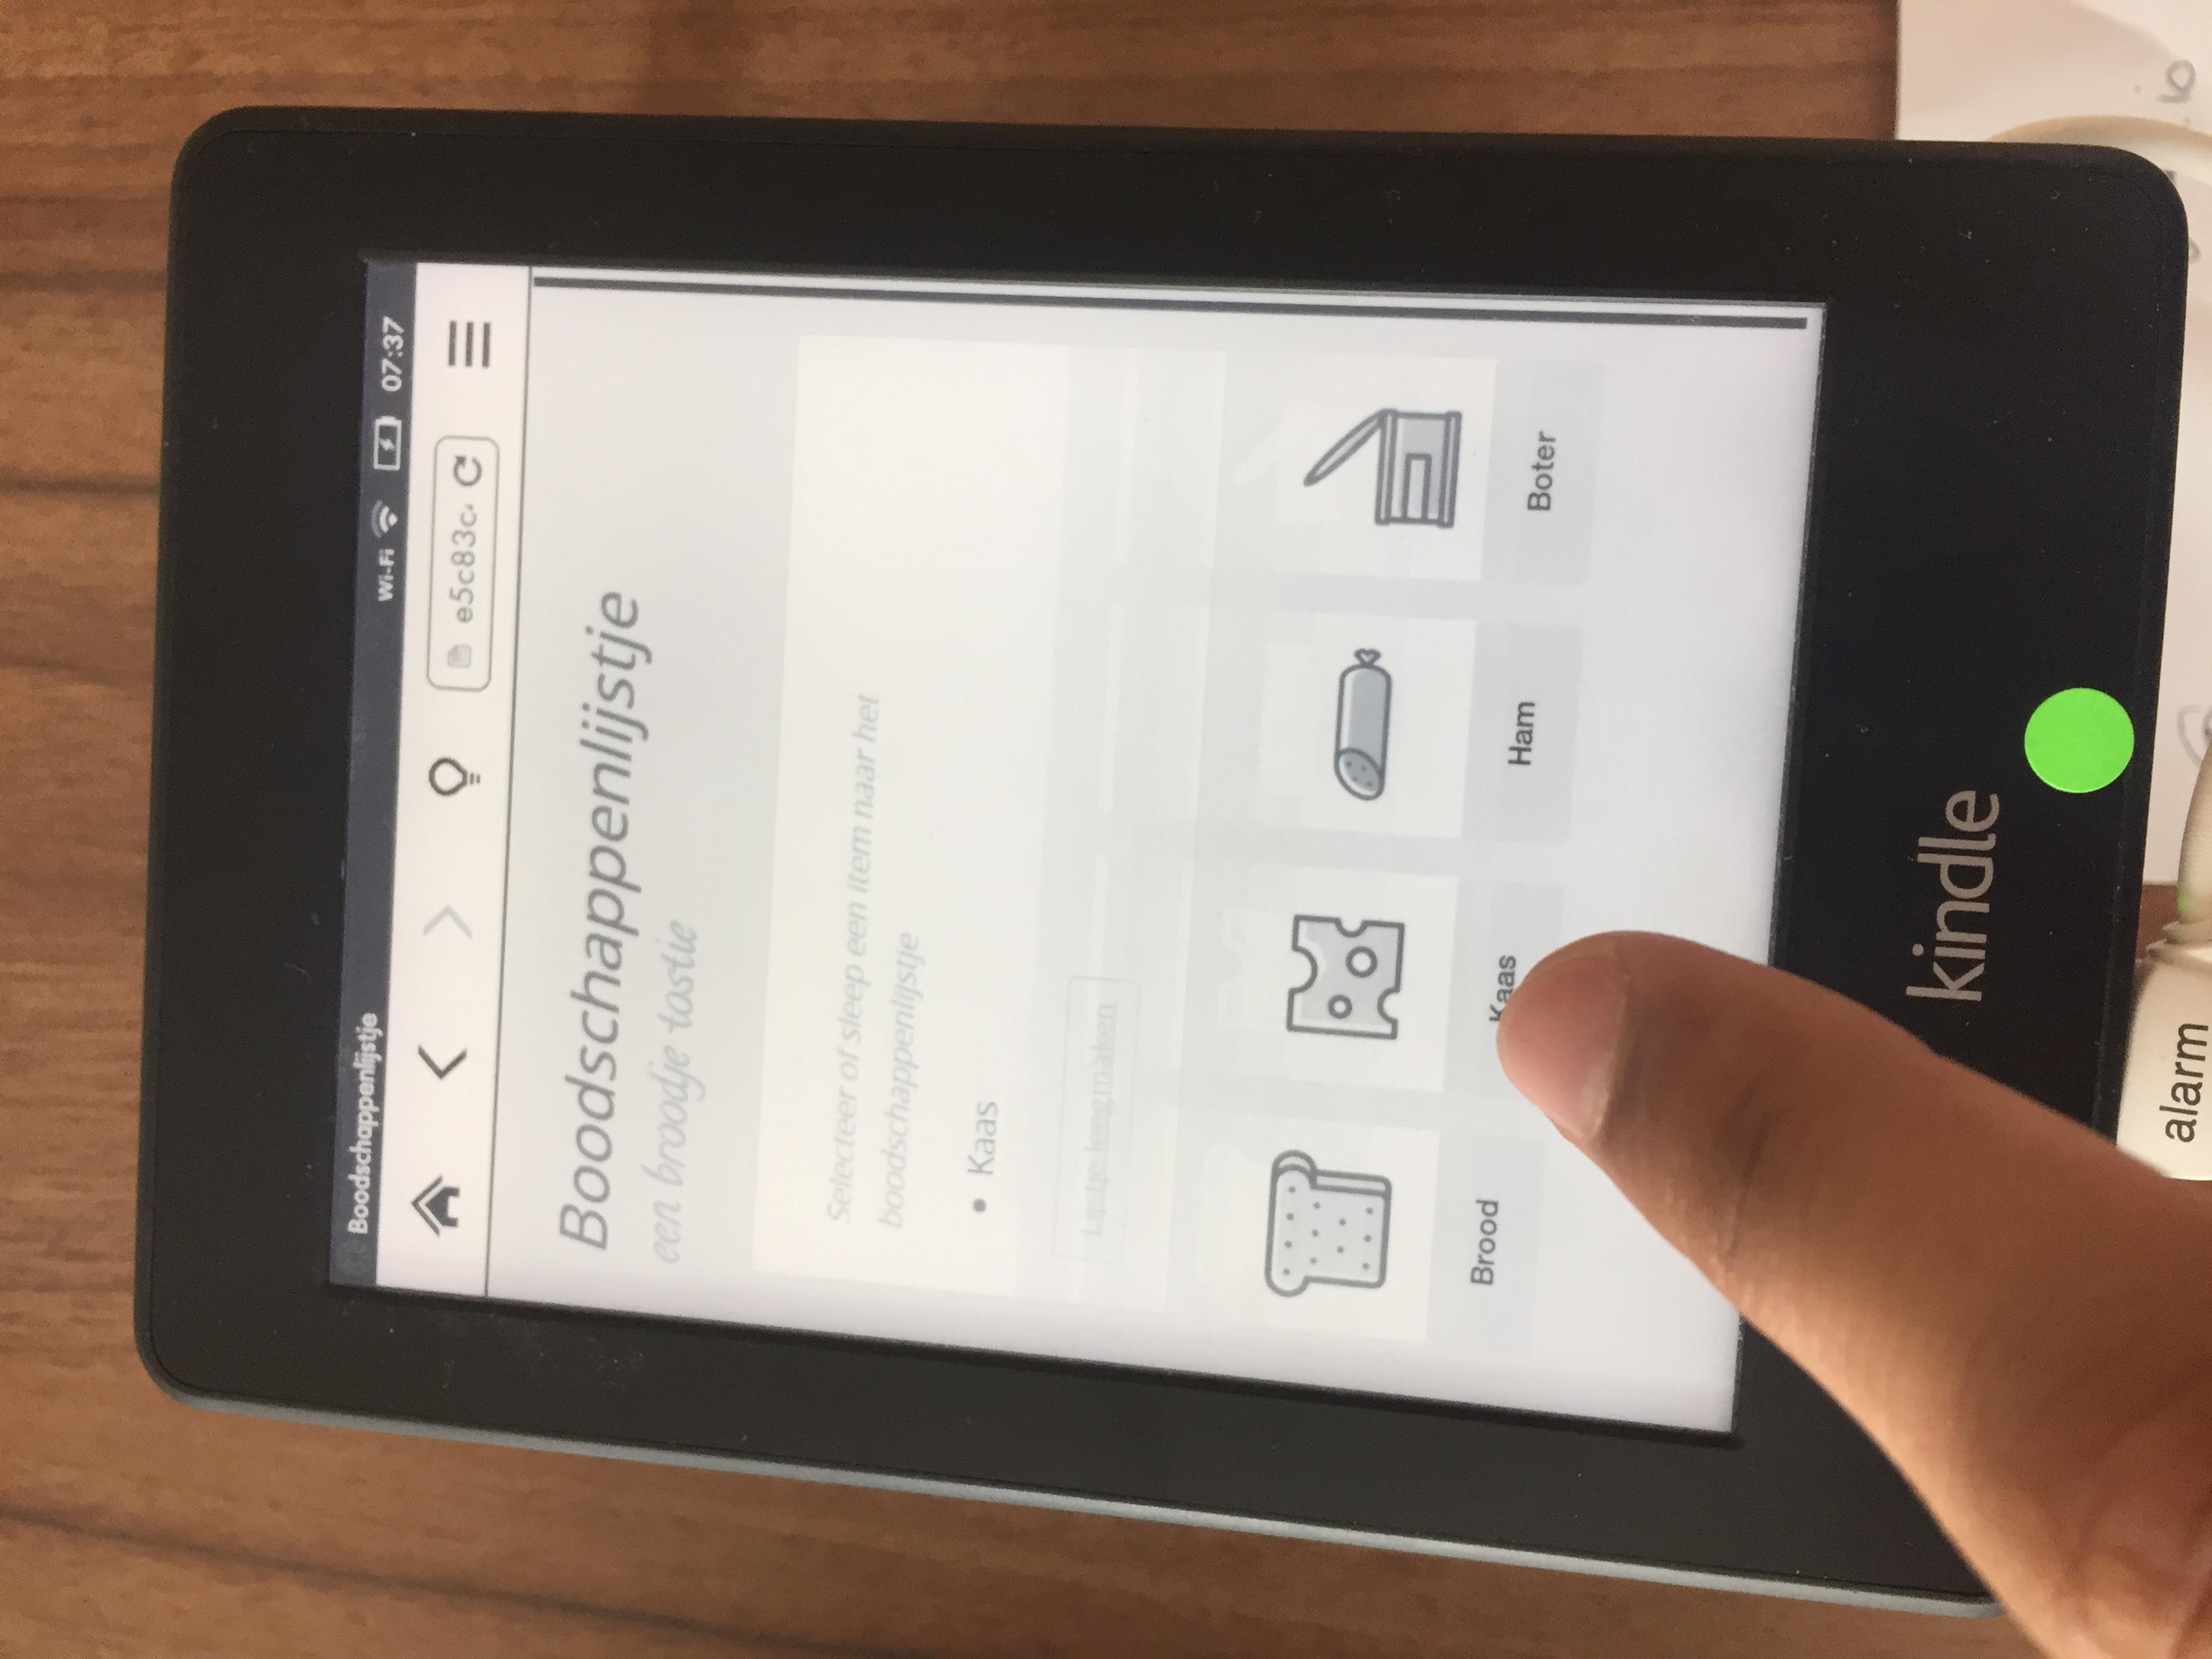 Boodschappenlijstje
Wi-Fi 07:37
e5c83c
Boodschappenlijstje
een broodje tostie
Selecteer of sleep een item naar het
boodschappenlijstje
• Kaas
Lijstje leegmaken
Brood Kaas Ham Boter
kindle
alarm
.io